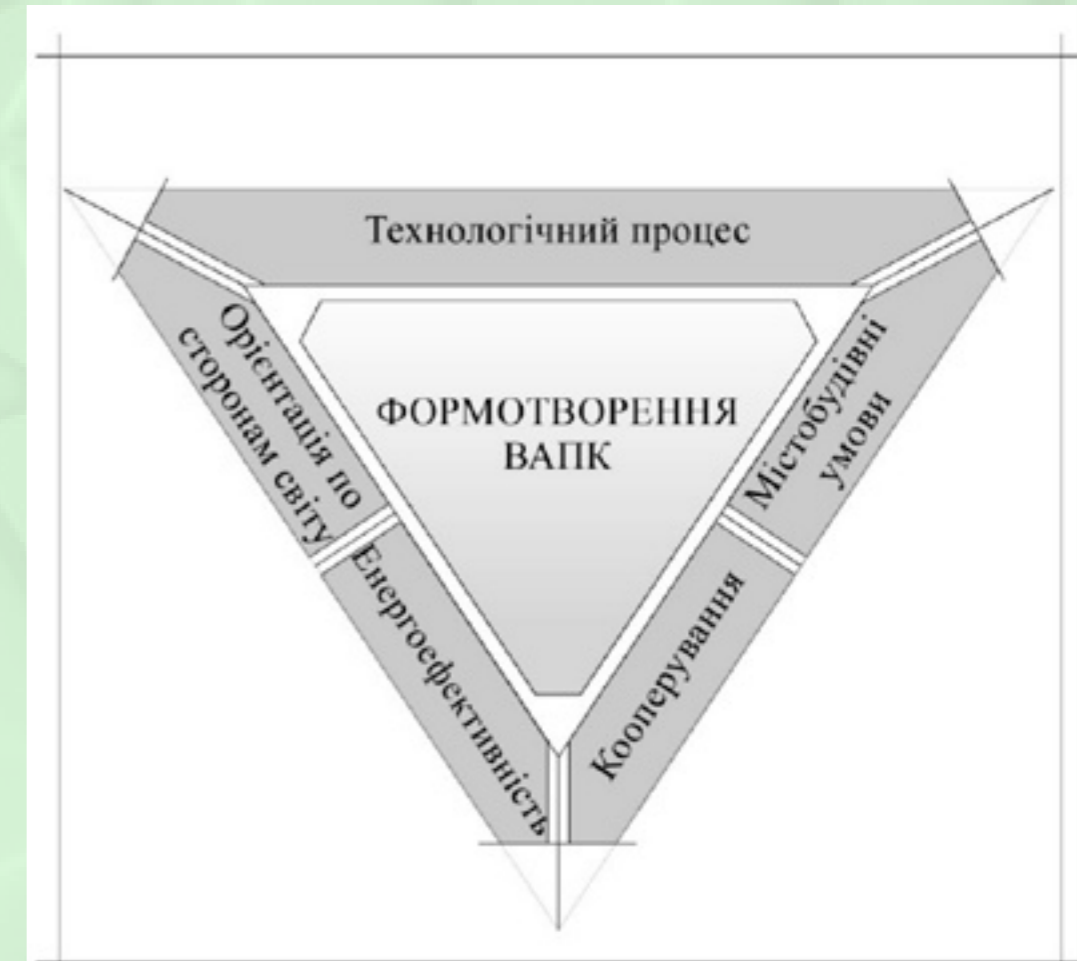 Технологічний процес
Орієнтація по
сторонам світу
ФОРМОТВОРЕННЯ
ВАПК
Містобудівні
умови
Енергоефективність
Кооперування